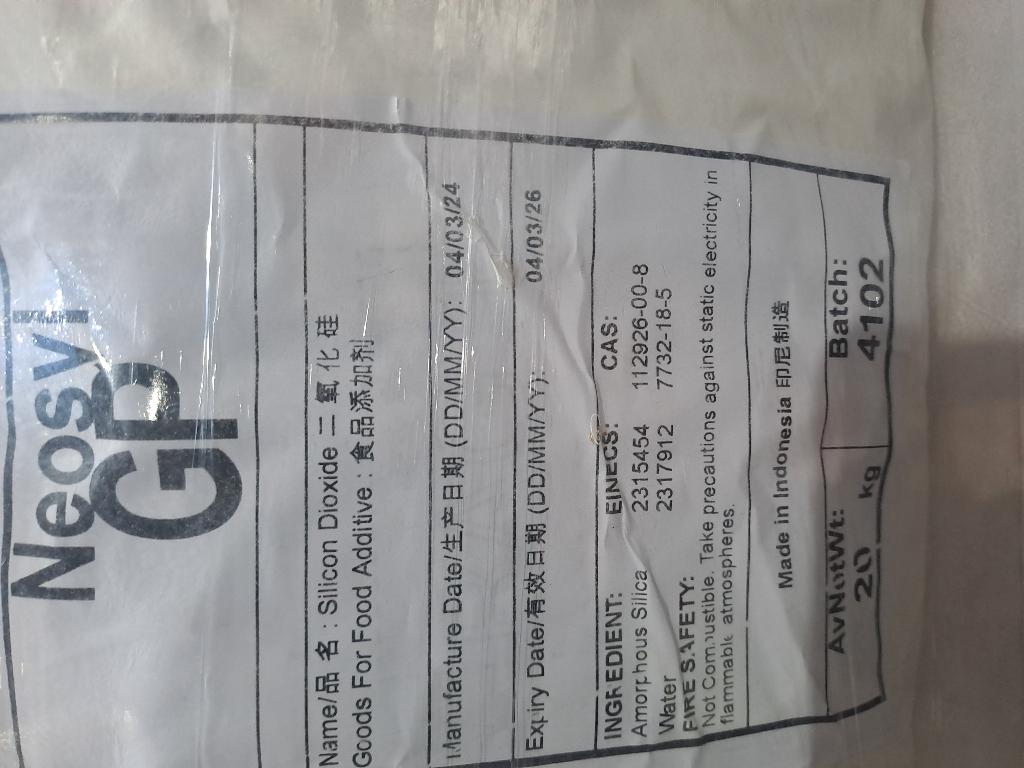 Neosyl
GP
Name/品 名 : Silicon Dioxide 二 氧 化 硅
Goods For Food Additive : 食品添加剂
Manufacture Date/生产日期 (DD/MM/YY): 04/03/24
Expiry Date/有效日期 (DD/MM/YY): 04/03/26
INGREDIENT: EINECS: CAS:
Amorphous Silica 2315454 112926-00-8
Water 2317912 7732-18-5
FIRE SAFETY:
Not Combustible. Take precautions against static electricity in
flammable atmospheres.
Made in Indonesia 印尼制造
AvNetWt: Batch:
20 kg 4102